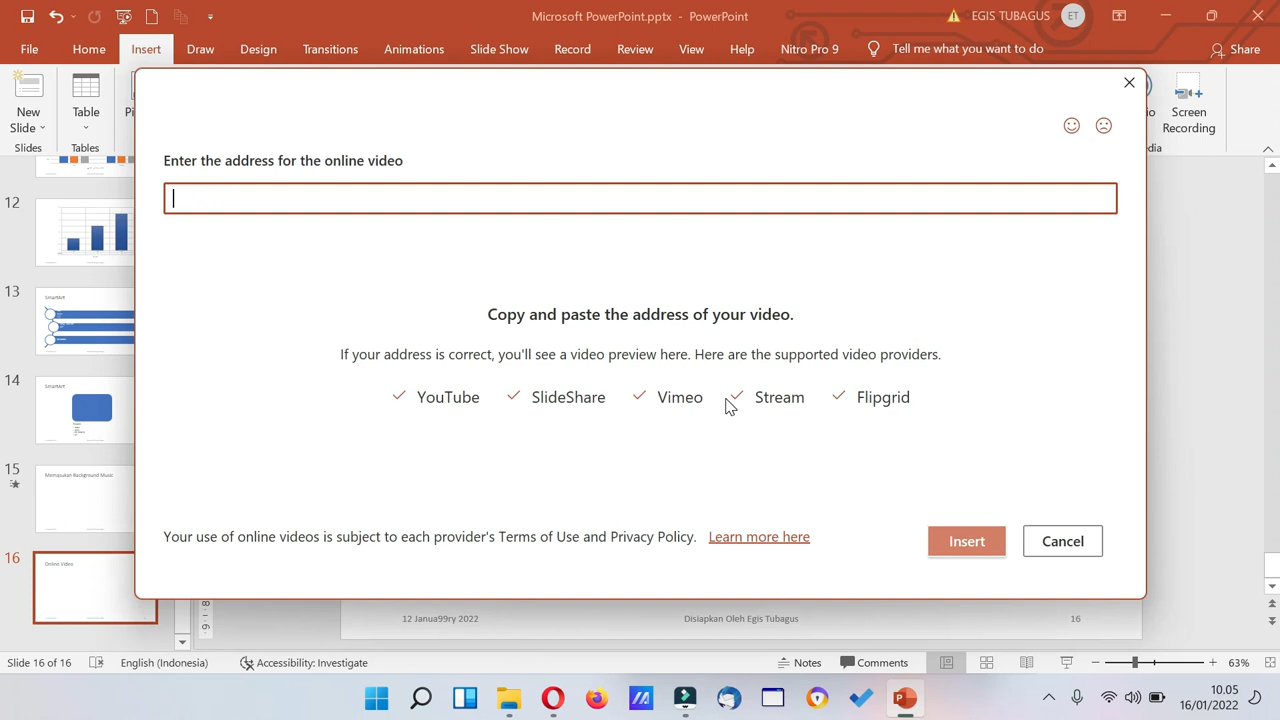 Microsoft PowerPoint.pptx - PowerPoint
EGIS TUBAGUS
ET
File
Home
Insert
Draw
Design
Transitions
Animations
Slide Show
Record
Review
View
Help
Nitro Pro 9
Tell me what you want to do
Share
New
Slide
Slides
Table
Tables
Pi
io
Screen
Recording
dia
Enter the address for the online video
Copy and paste the address of your video.
If your address is correct, you'll see a video preview here. Here are the supported video providers.
YouTube
SlideShare
Vimeo
Stream
Flipgrid
Your use of online videos is subject to each provider's Terms of Use and Privacy Policy. Learn more here
Insert
Cancel
12
13
SmartArt
14
SmartArt
15
Memasukan Background Music
16
Online Video
12 Janua99ry 2022
Disiapkan Oleh Egis Tubagus
16
Slide 16 of 16
English (Indonesia)
Accessibility: Investigate
Notes
Comments
63%
10.05
16/01/2022